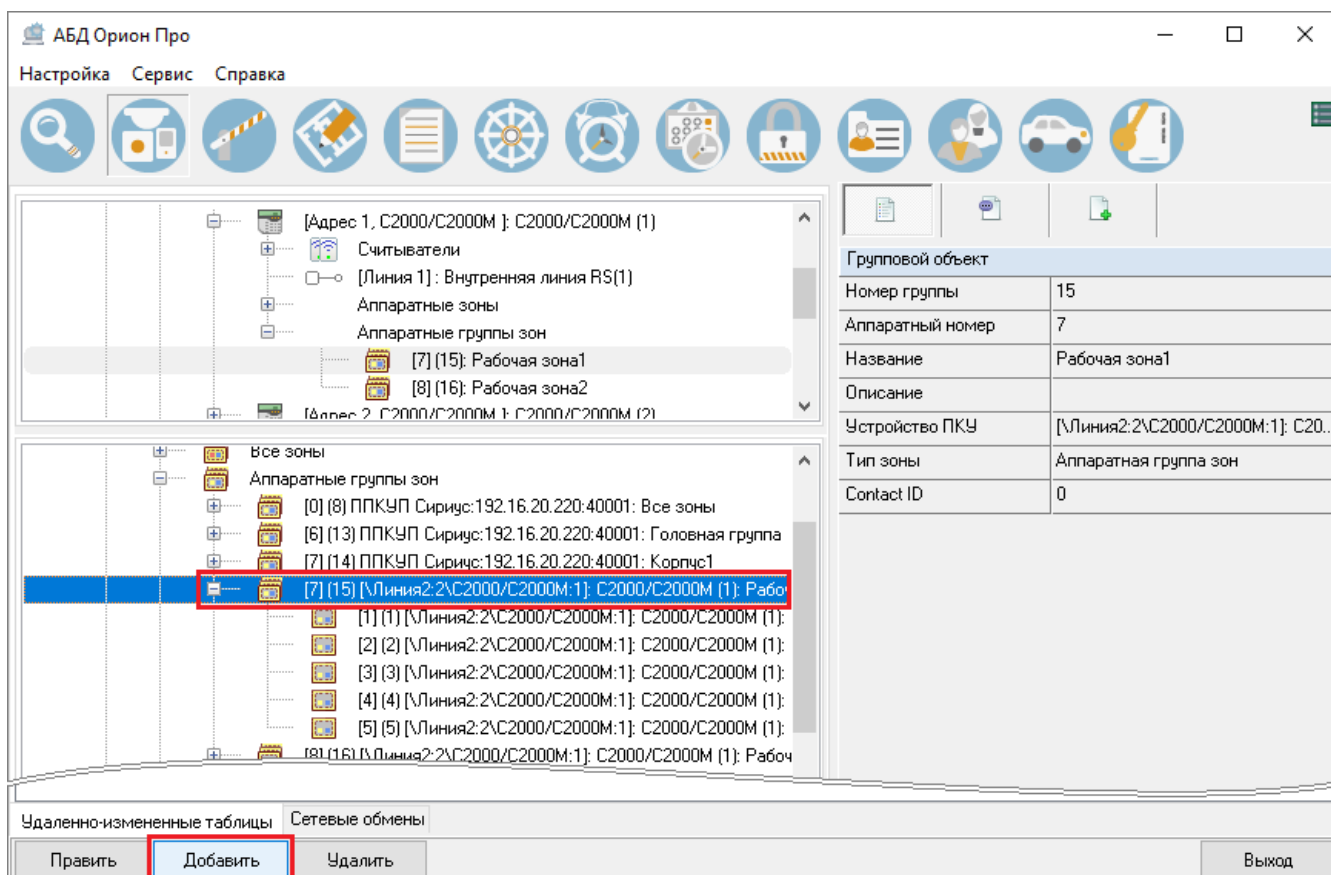 АБД Орион Про
Настройка Сервис Справка
[Адрес 1, С2000/С2000М ]: С2000/С2000М (1)
Считыватели
[Линия 1] : Внутренняя линия RS(1)
Аппаратные зоны
Аппаратные группы зон
[7] (15): Рабочая зона1
[8] (16): Рабочая зона2
[Адрес 2, С2000/С2000М ]: С2000/С2000М (2)
Все зоны
Аппаратные группы зон
[0] (8) ППКУП Сириус:192.16.20.220:40001: Все зоны
[6] (13) ППКУП Сириус:192.16.20.220:40001: Головная группа
[7] (14) ППКУП Сириус:192.16.20.220:40001: Корпус1
[7] (15) [\Линия2:2\С2000/С2000М:1]: С2000/С2000М (1): Рабо
[1] (1) [\Линия2:2\С2000/С2000М:1]: С2000/С2000М (1):
[2] (2) [\Линия2:2\С2000/С2000М:1]: С2000/С2000М (1):
[3] (3) [\Линия2:2\С2000/С2000М:1]: С2000/С2000М (1):
[4] (4) [\Линия2:2\С2000/С2000М:1]: С2000/С2000М (1):
[5] (5) [\Линия2:2\С2000/С2000М:1]: С2000/С2000М (1):
[8] (16) [\Линия2:2\С2000/С2000М:1]: С2000/С2000М (1): Рабоч
Групповой объект
Номер группы 15
Аппаратный номер 7
Название Рабочая зона1
Описание
Устройство ПКУ [\Линия2:2\С2000/С2000М:1]: С20...
Тип зоны Аппаратная группа зон
Contact ID 0
Удаленно-измененные таблицы Сетевые обмены
Править Добавить Удалить Выход